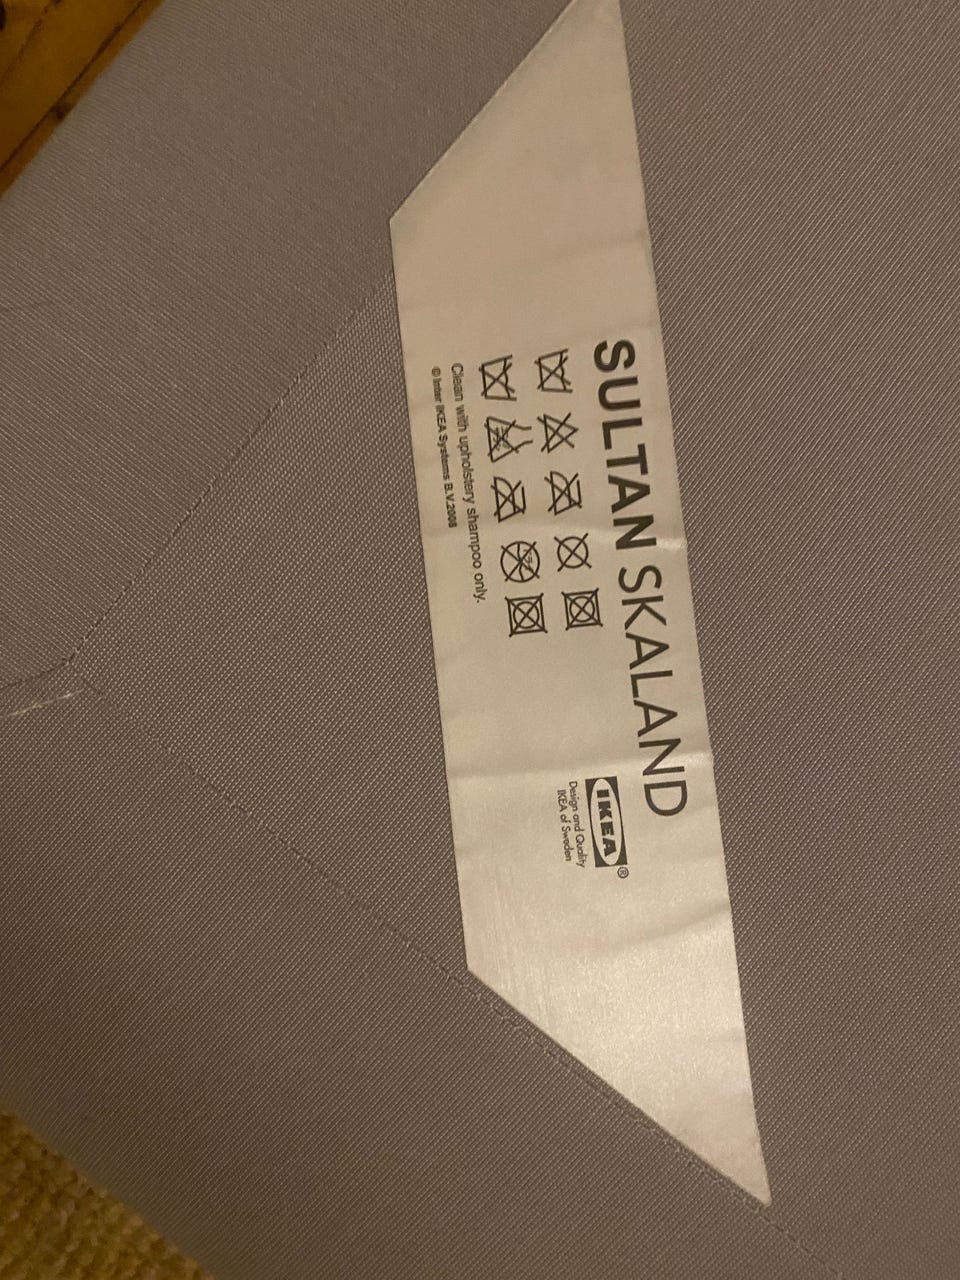 SULTAN SKALAND
Clean with upholstery shampoo only.
© Inter IKEA Systems B.V.2008
IKEA®
Design and Quality
IKEA of Sweden